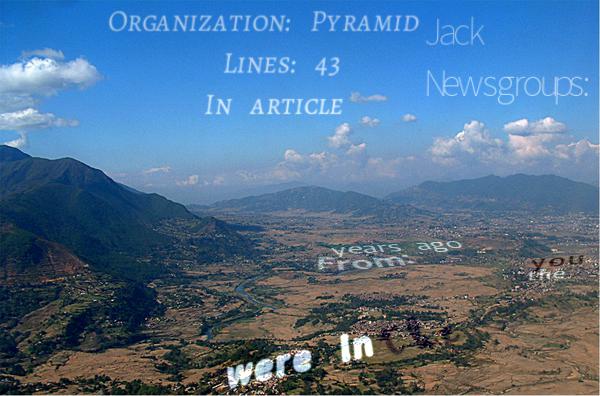 Organization: Pyramid
Lines: 43
In article
Jack
Newsgroups:
years ago
From:
you
the
were In